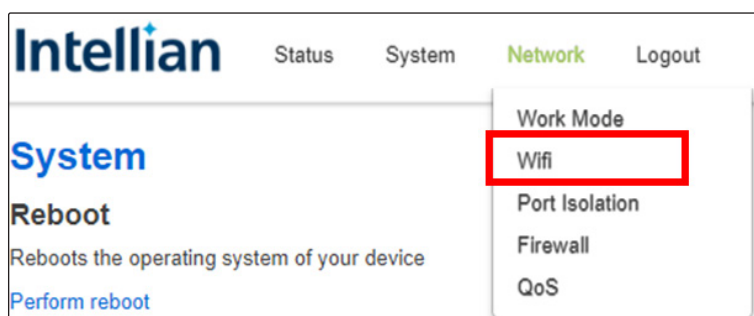 Intellian Status System Network Logout
Work Mode
System
Wifi
Reboot
Port Isolation
Reboots the operating system of your device
Firewall
Perform reboot
QoS